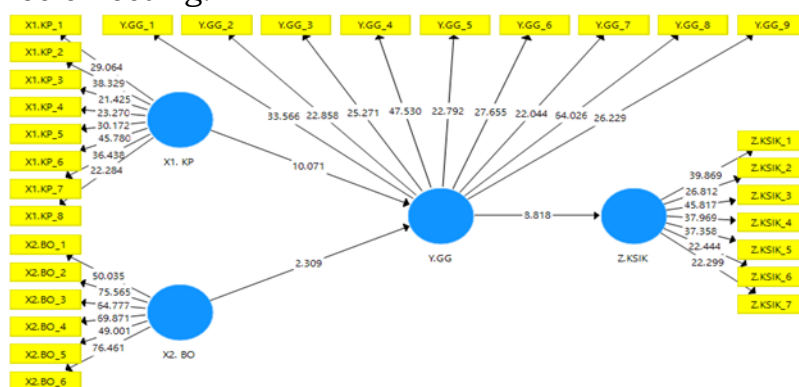 X1.KP_1
X1.KP_2
X1.KP_3
X1.KP_4
X1.KP_5
X1.KP_6
X1.KP_7
X1.KP_8
29.064
38.329
21.425
23.270
30.172
45.780
36.438
22.284
X1. KP
Y.GG_1 Y.GG_2 Y.GG_3 Y.GG_4 Y.GG_5 Y.GG_6 Y.GG_7 Y.GG_8 Y.GG_9
33.566 22.858 25.271 47.530 22.792 27.655 22.044 64.026 26.229
10.071
2.309
Y.GG
8.818
Z.KSIK
39.869
26.812
45.817
37.969
37.358
22.444
22.299
Z.KSIK_1
Z.KSIK_2
Z.KSIK_3
Z.KSIK_4
Z.KSIK_5
Z.KSIK_6
Z.KSIK_7
X2.BO_1
X2.BO_2
X2.BO_3
X2.BO_4
X2.BO_5
X2.BO_6
50.035
75.565
64.777
69.871
49.001
76.461
X2. BO